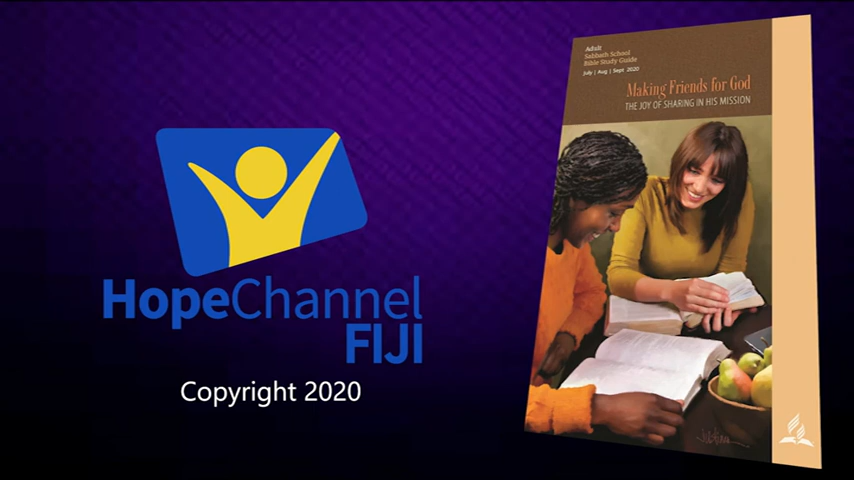 HopeChannel
FIJI
Copyright 2020
Adult
Sabbath School
Bible Study Guide
July | Aug | Sept 2020
Making Friends for God
THE JOY OF SHARING IN HIS MISSION